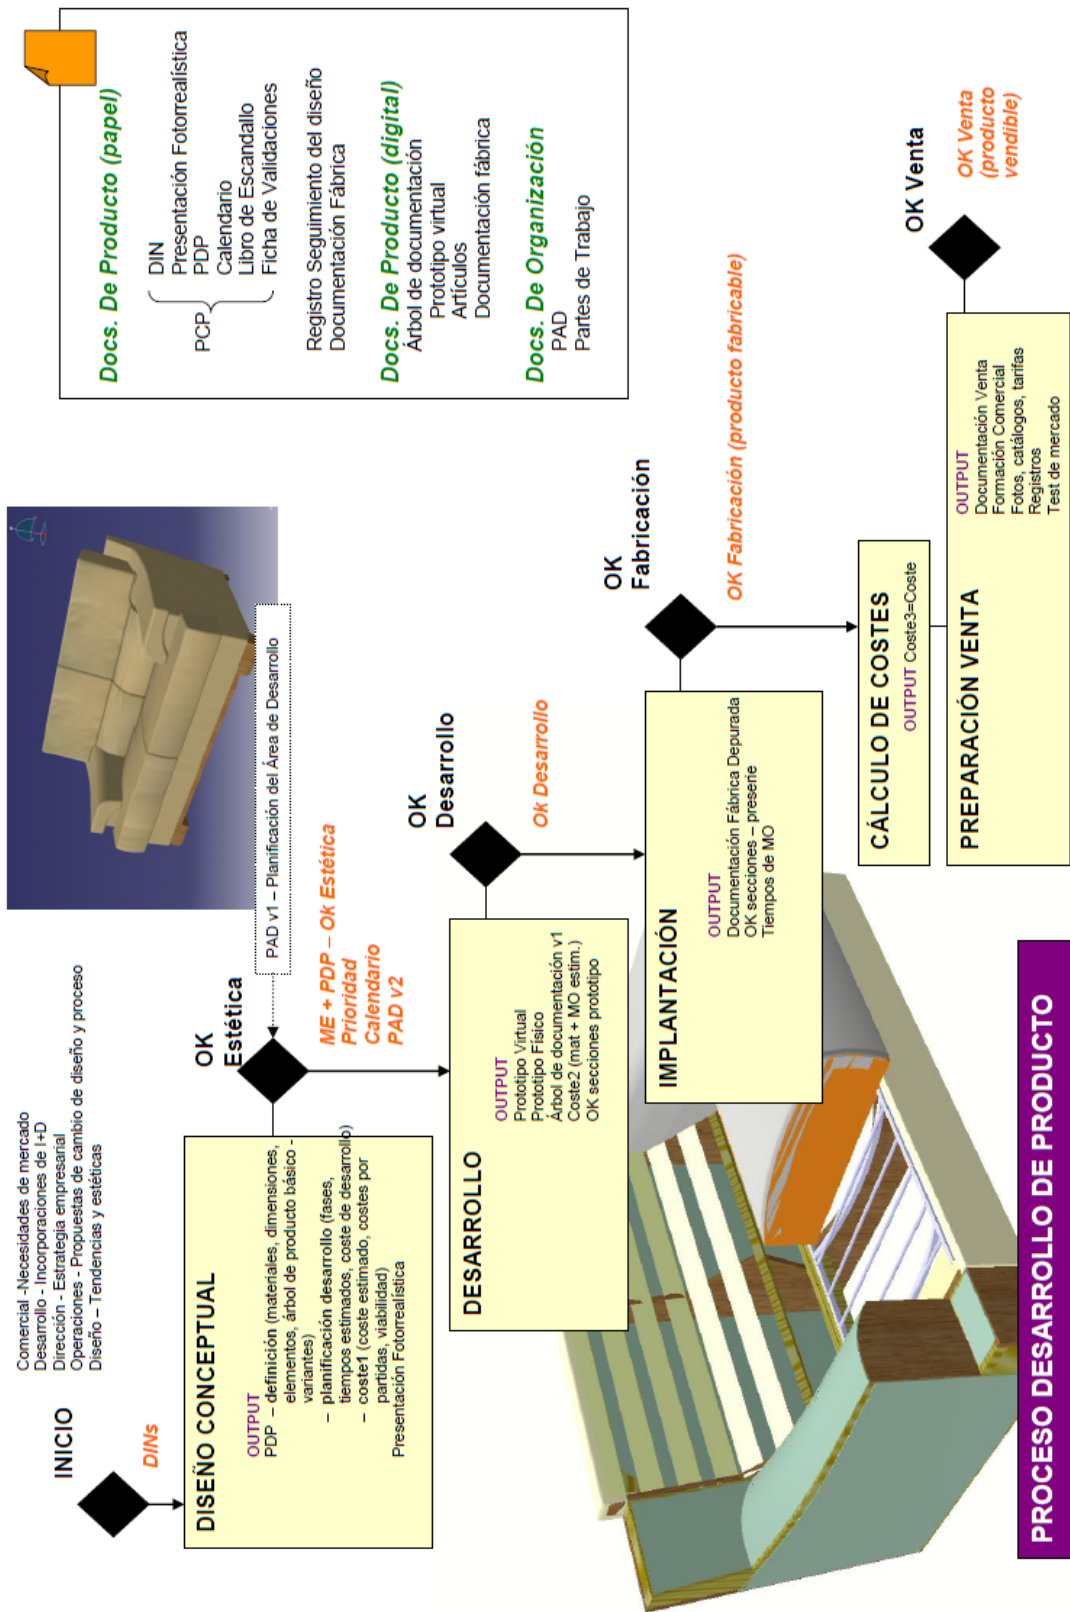 INICIO
Comercial -Necesidades de mercado
Desarrollo - Incorporaciones de I+D
Dirección - Estrategia empresarial
Operaciones - Propuestas de cambio de diseño y proceso
Diseño – Tendencias y estéticas
DINs
DISEÑO CONCEPTUAL
OUTPUT
PDP – definición (materiales, dimensiones,
elementos, árbol de producto básico -
variantes)
– planificación desarrollo (fases,
tiempos estimados, coste de desarrollo)
– coste1 (coste estimado, costes por
partidas, viabilidad)
Presentación Fotorrealística
OK
Estética
PAD v1 – Planificación del Área de Desarrollo
ME + PDP – Ok Estética
Prioridad
Calendario
PAD v2
DESARROLLO
OUTPUT
Prototipo Virtual
Prototipo Físico
Árbol de documentación v1
Coste2 (mat + MO estim.)
OK secciones prototipo
OK
Desarrollo
Ok Desarrollo
IMPLANTACIÓN
OUTPUT
Documentación Fábrica Depurada
OK secciones – preserie
Tiempos de MO
OK
Fabricación
OK Fabricación (producto fabricable)
CÁLCULO DE COSTES
OUTPUT Coste3=Coste
PREPARACIÓN VENTA
OUTPUT
Documentación Venta
Formación Comercial
Fotos, catálogos, tarifas
Registros
Test de mercado
OK Venta
OK Venta
(producto
vendible)
Docs. De Producto (papel)
PCP
DIN
Presentación Fotorrealística
PDP
Calendario
Libro de Escandallo
Ficha de Validaciones
Registro Seguimiento del diseño
Documentación Fábrica
Docs. De Producto (digital)
Árbol de documentación
Prototipo virtual
Artículos
Documentación fábrica
Docs. De Organización
PAD
Partes de Trabajo
PROCESO DESARROLLO DE PRODUCTO